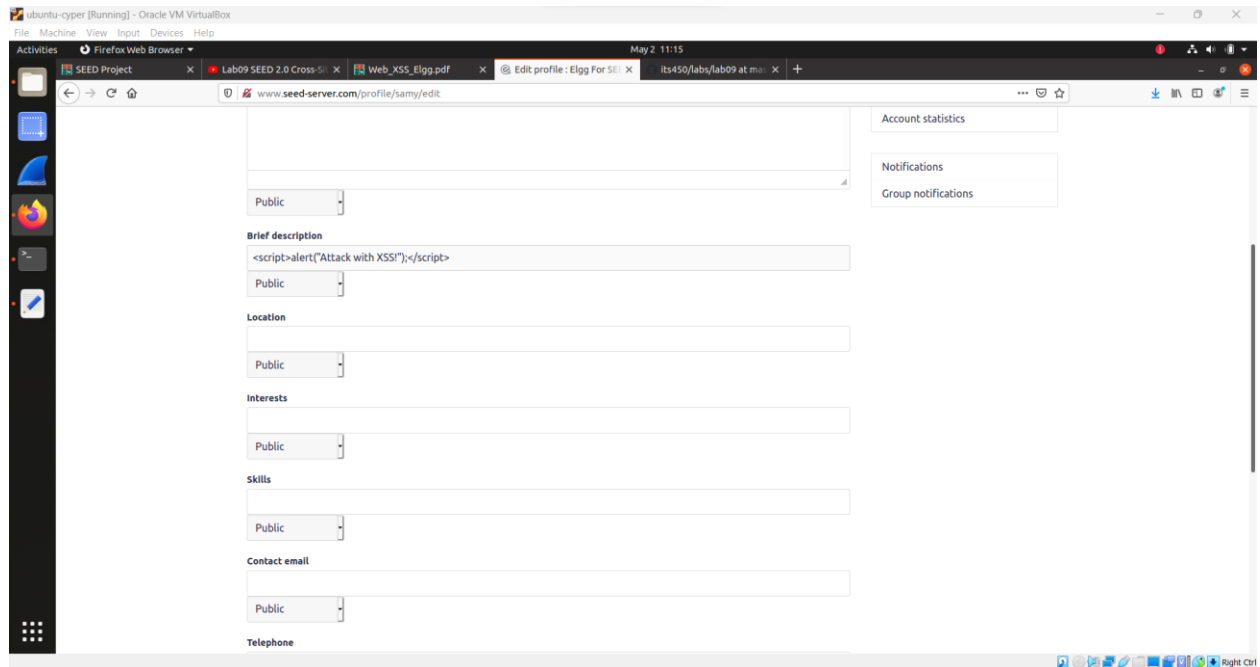 ubuntu-cyper [Running] - Oracle VM VirtualBox
File Machine View Input Devices Help
Activities Firefox Web Browser May 2 11:15
SEED Project Lab09 SEED 2.0 Cross-Sit Web_XSS_Elgg.pdf Edit profile : Elgg For SE its450/labs/lab09 at mas
www.seed-server.com/profile/samy/edit
Account statistics
Notifications
Group notifications
Public
Brief description
<script>alert("Attack with XSS!");</script>
Public
Location
Public
Interests
Public
Skills
Public
Contact email
Public
Telephone
Right Ctrl